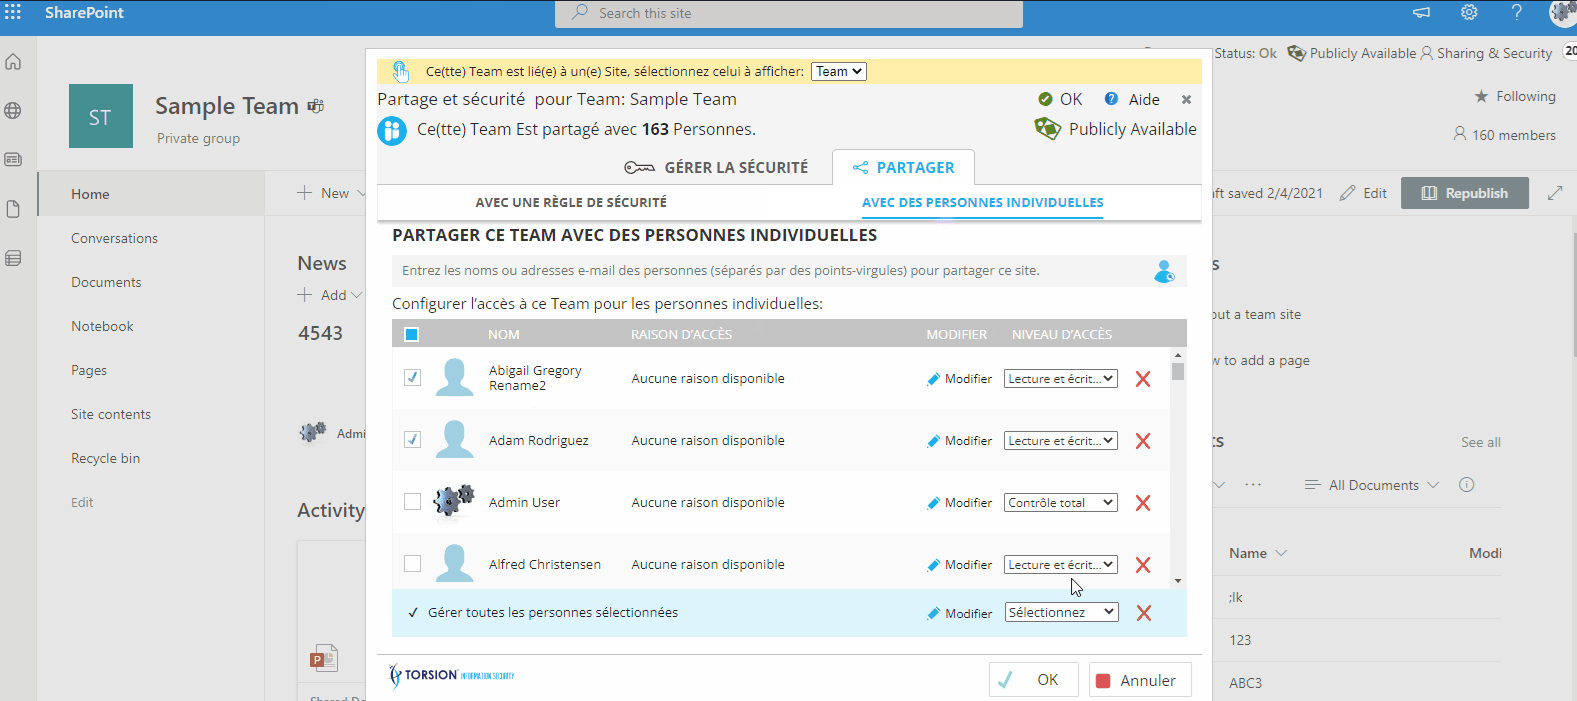 SharePoint
Search this site
Status: Ok
Publicly Available
Sharing & Security
20
ST
Sample Team
Private group
Following
160 members
Home
Conversations
Documents
Notebook
Pages
Site contents
Recycle bin
Edit
New
ft saved 2/4/2021
Edit
Republish
News
Add
4543
Admi
Activity
Shared Do
Ce(tte) Team est lié(e) à un(e) Site, sélectionnez celui à afficher:
Team
Partage et sécurité pour Team: Sample Team
OK
Aide
Ce(tte) Team Est partagé avec 163 Personnes.
Publicly Available
GÉRER LA SÉCURITÉ
PARTAGER
AVEC UNE RÈGLE DE SÉCURITÉ
AVEC DES PERSONNES INDIVIDUELLES
PARTAGER CE TEAM AVEC DES PERSONNES INDIVIDUELLES
Entrez les noms ou adresses e-mail des personnes (séparés par des points-virgules) pour partager ce site.
Configurer l'accès à ce Team pour les personnes individuelles:
NOM
RAISON D'ACCÈS
MODIFIER
NIVEAU D'ACCÈS
Abigail Gregory
Rename2
Aucune raison disponible
Modifier
Lecture et écrit...
Adam Rodriguez
Aucune raison disponible
Modifier
Lecture et écrit...
Admin User
Aucune raison disponible
Modifier
Contrôle total
Alfred Christensen
Aucune raison disponible
Modifier
Lecture et écrit...
Gérer toutes les personnes sélectionnées
Modifier
Sélectionnez
TORSION INFORMATION SECURITY
OK
Annuler
s
out a team site
w to add a page
ts
See all
All Documents
Name
Modi
;lk
123
ABC3